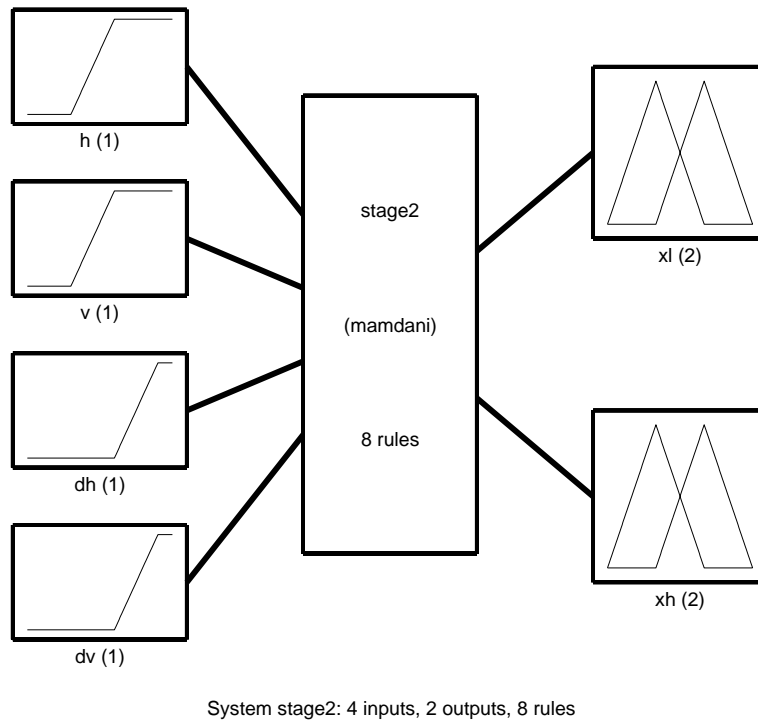 h (1)
v (1)
dh (1)
dv (1)
stage2
(mamdani)
8 rules
xl (2)
xh (2)
System stage2: 4 inputs, 2 outputs, 8 rules